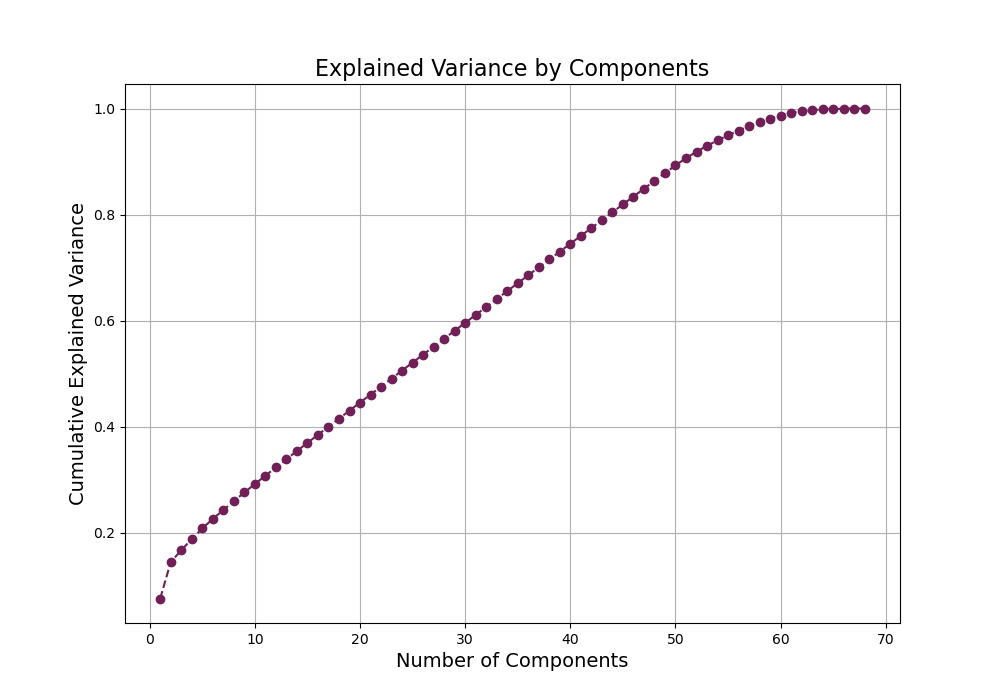 Explained Variance by Components
1.0
0.8
0.6
0.4
0.2
Cumulative Explained Variance
0 10 20 30 40 50 60 70
Number of Components